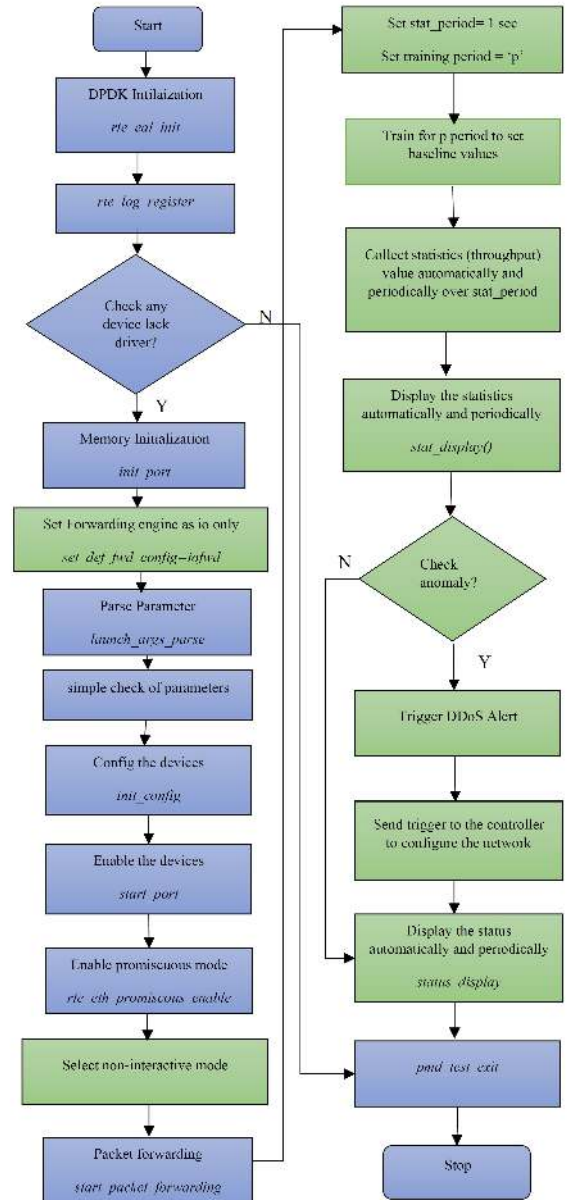 Start
DPDK Intilaization
rte_eal_init
rte_log_register
Check any
device lack
driver?
N
Y
Memory Initialization
init_port
Set Forwarding engine as io only
set_def_fwd_config=iofwd
Parse Parameter
launch_args_parse
simple check of parameters
Config the devices
init_config
Enable the devices
start_port
Enable promiscuous mode
rte_eth_promiscous_enable
Select non-interactive mode
Packet forwarding
start_packet_forwarding
Set stat_period= 1 sec
Set training period = ‘p’
Train for p period to set
baseline values
Collect statistics (throughput)
value automatically and
periodically over stat_period
Display the statistics
automatically and periodically
stat_display()
Check
anomaly?
N
Y
Trigger DDoS Alert
Send trigger to the controller
to configure the network
Display the status
automatically and periodically
status_display
pmd_test_exit
Stop